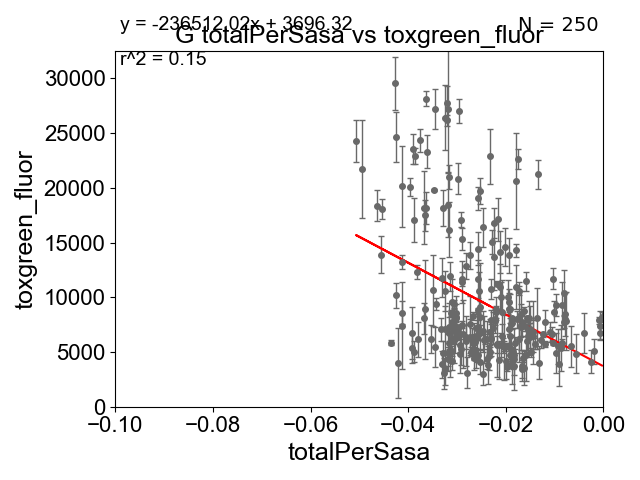 y = -236512.02x + 3696.32
N = 250
G totalPerSasa vs toxgreen_fluor
r^2 = 0.15
30000
25000
20000
15000
10000
5000
0
toxgreen_fluor
−0.10 −0.08 −0.06 −0.04 −0.02 0.00
totalPerSasa